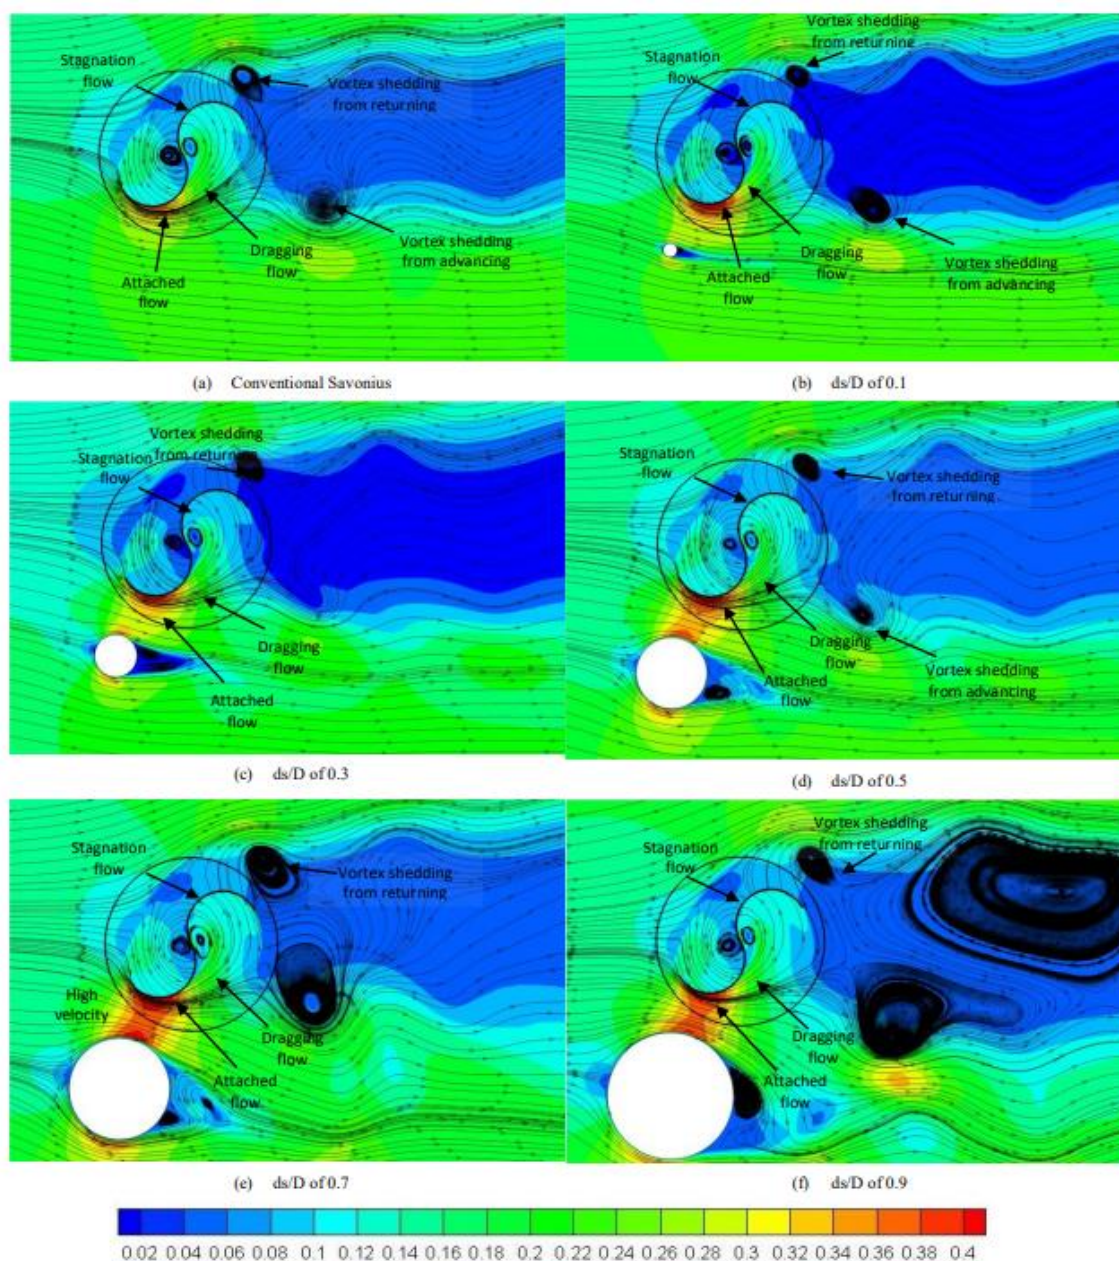 Stagnation
flow
Vortex shedding
from returning
Vortex shedding
from advancing
Dragging
flow
Attached
flow
(a) Conventional Savonius
Vortex shedding
from returning
Stagnation
flow
Dragging
flow
Attached
flow
Vortex shedding
from advancing
(b) ds/D of 0.1
Vortex shedding
from returning
Stagnation
flow
Dragging
flow
Attached
flow
(c) ds/D of 0.3
Stagnation
flow
Vortex shedding
from returning
Dragging
flow
Attached
flow
Vortex shedding
from advancing
(d) ds/D of 0.5
Stagnation
flow
Vortex shedding
from returning
High
velocity
Dragging
flow
Attached
flow
(e) ds/D of 0.7
Vortex shedding
from returning
Stagnation
flow
Dragging
flow
Attached
flow
(f) ds/D of 0.9
0.02 0.04 0.06 0.08 0.1 0.12 0.14 0.16 0.18 0.2 0.22 0.24 0.26 0.28 0.3 0.32 0.34 0.36 0.38 0.4